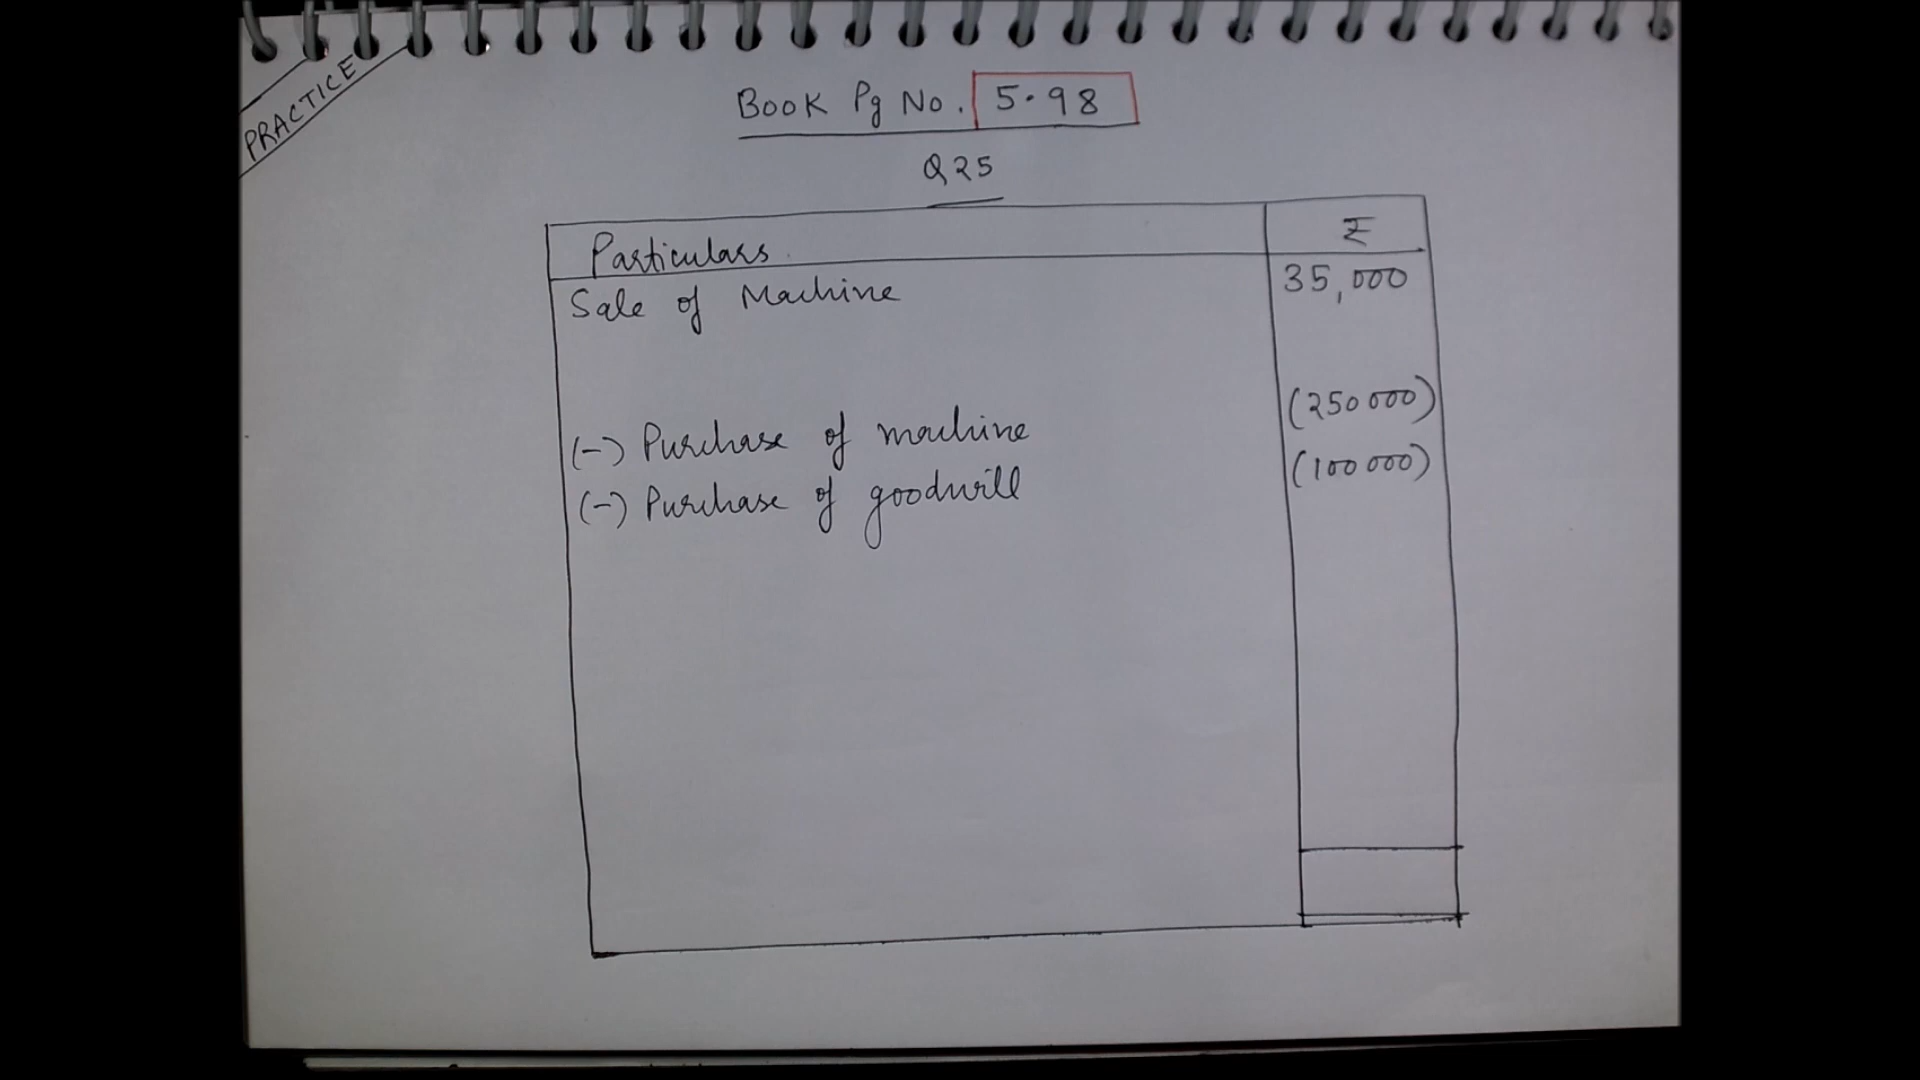 PRACTICE
Book Pg No. 5.98
Q25
Particulars ₹
Sale of Machine 35,000
(-) Purchase of machine (250000)
(-) Purchase of goodwill (100000)